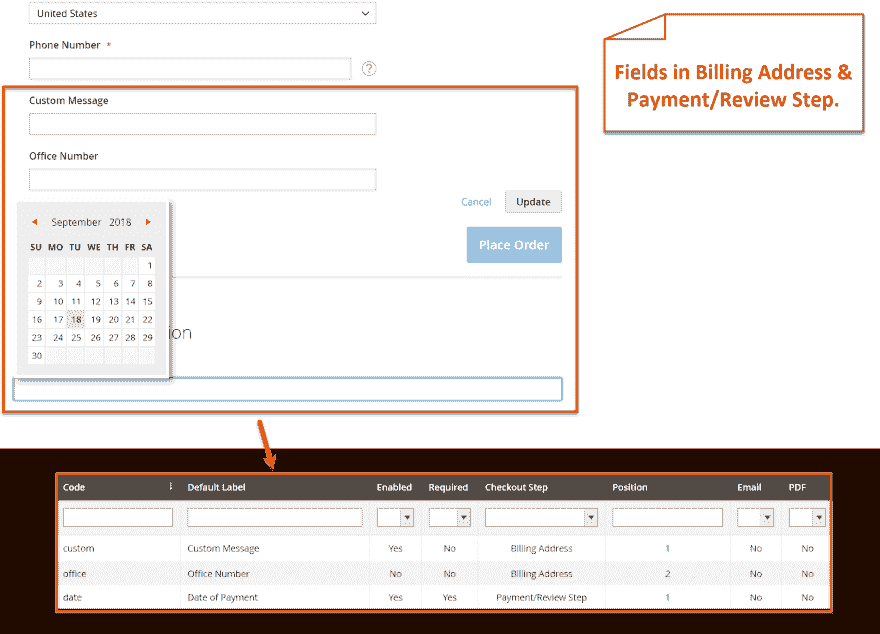 United States
Phone Number *
?
Custom Message
Office Number
Cancel Update
Place Order
September 2018
SU MO TU WE TH FR SA
1
2 3 4 5 6 7 8
9 10 11 12 13 14 15
16 17 18 19 20 21 22
23 24 25 26 27 28 29
30
ion
Fields in Billing Address &
Payment/Review Step.
Code Default Label Enabled Required Checkout Step Position Email PDF
custom Custom Message Yes No Billing Address 1 No No
office Office Number No No Billing Address 2 No No
date Date of Payment Yes Yes Payment/Review Step 1 No No